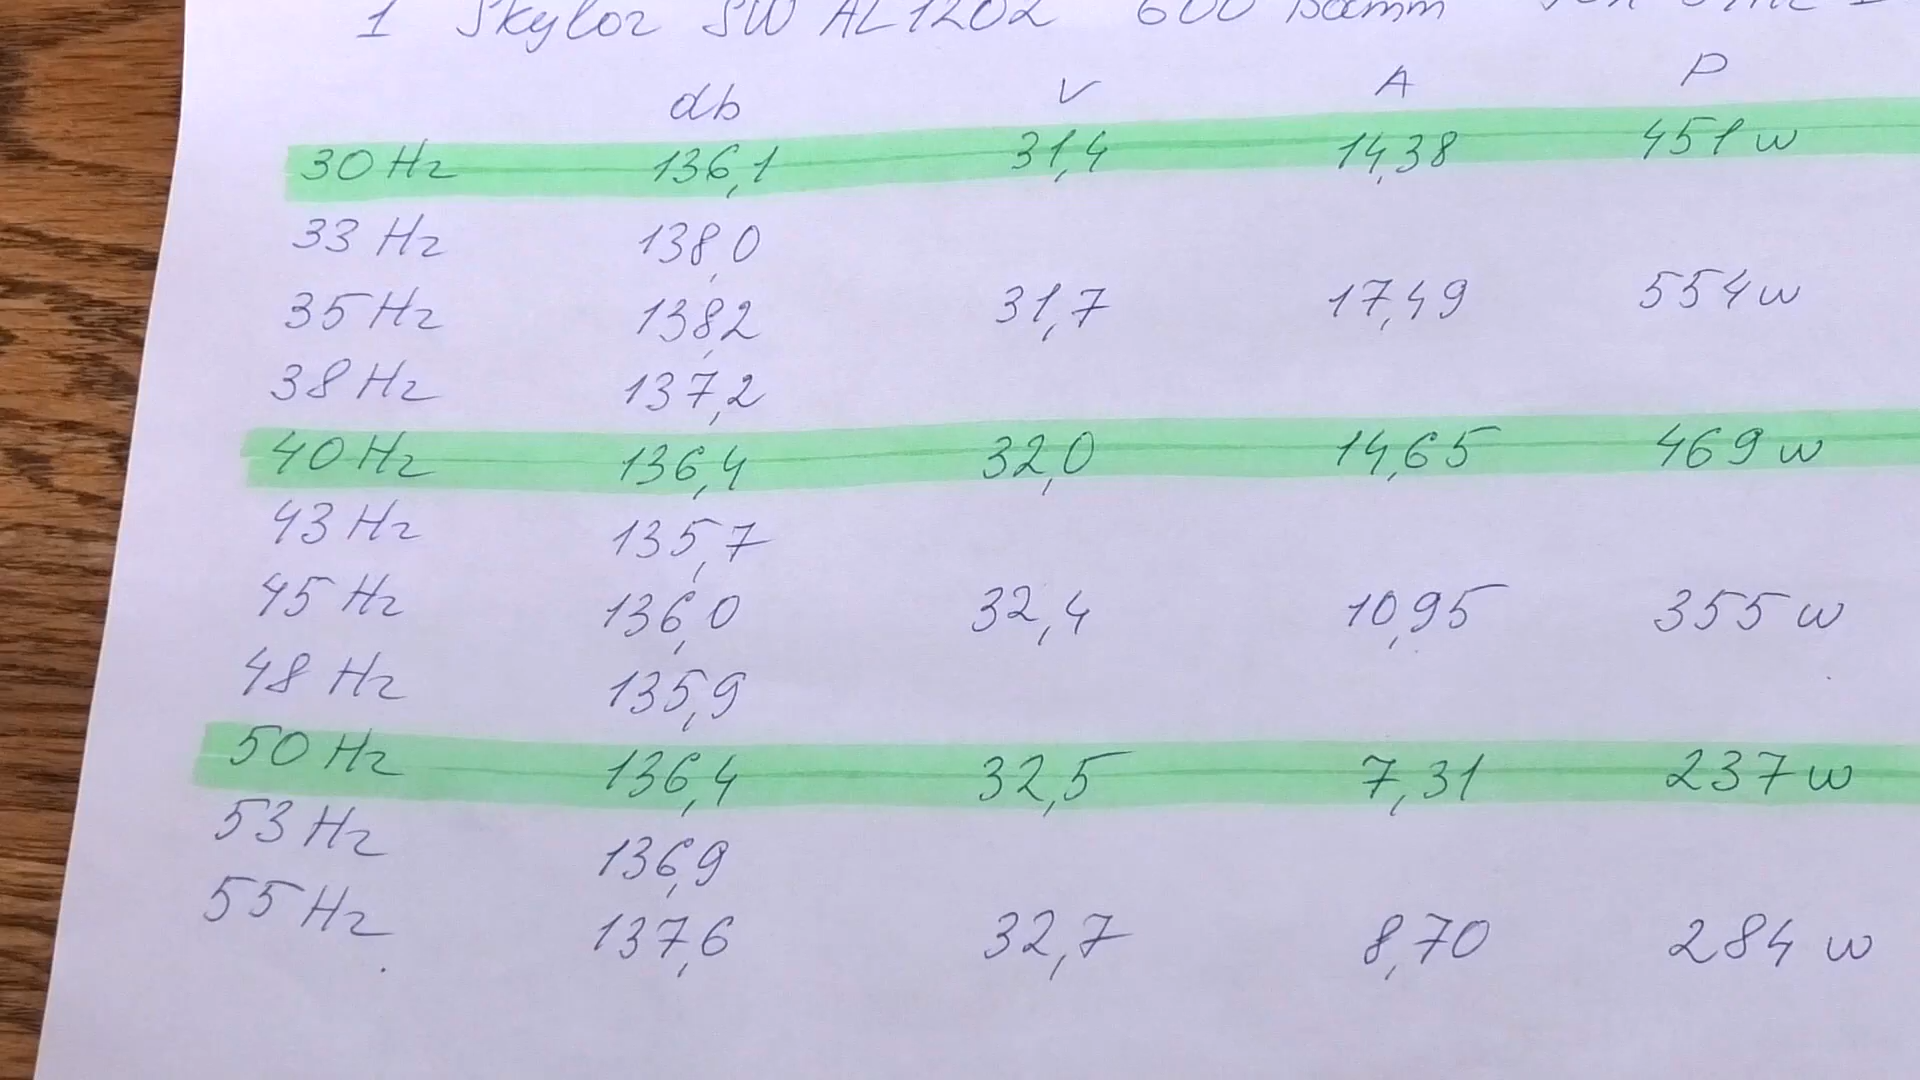 1 Skylor SW AL1202 600 Ватт
db V A P
30 Hz 136,1 31,4 14,38 451 w
33 Hz 138,0
35 Hz 138,2 31,7 17,49 554 w
38 Hz 137,2
40 Hz 136,4 32,0 14,65 469 w
43 Hz 135,7
45 Hz 136,0 32,4 10,95 355 w
48 Hz 135,9
50 Hz 136,4 32,5 7,31 237 w
53 Hz 136,9
55 Hz 137,6 32,7 8,70 284 w